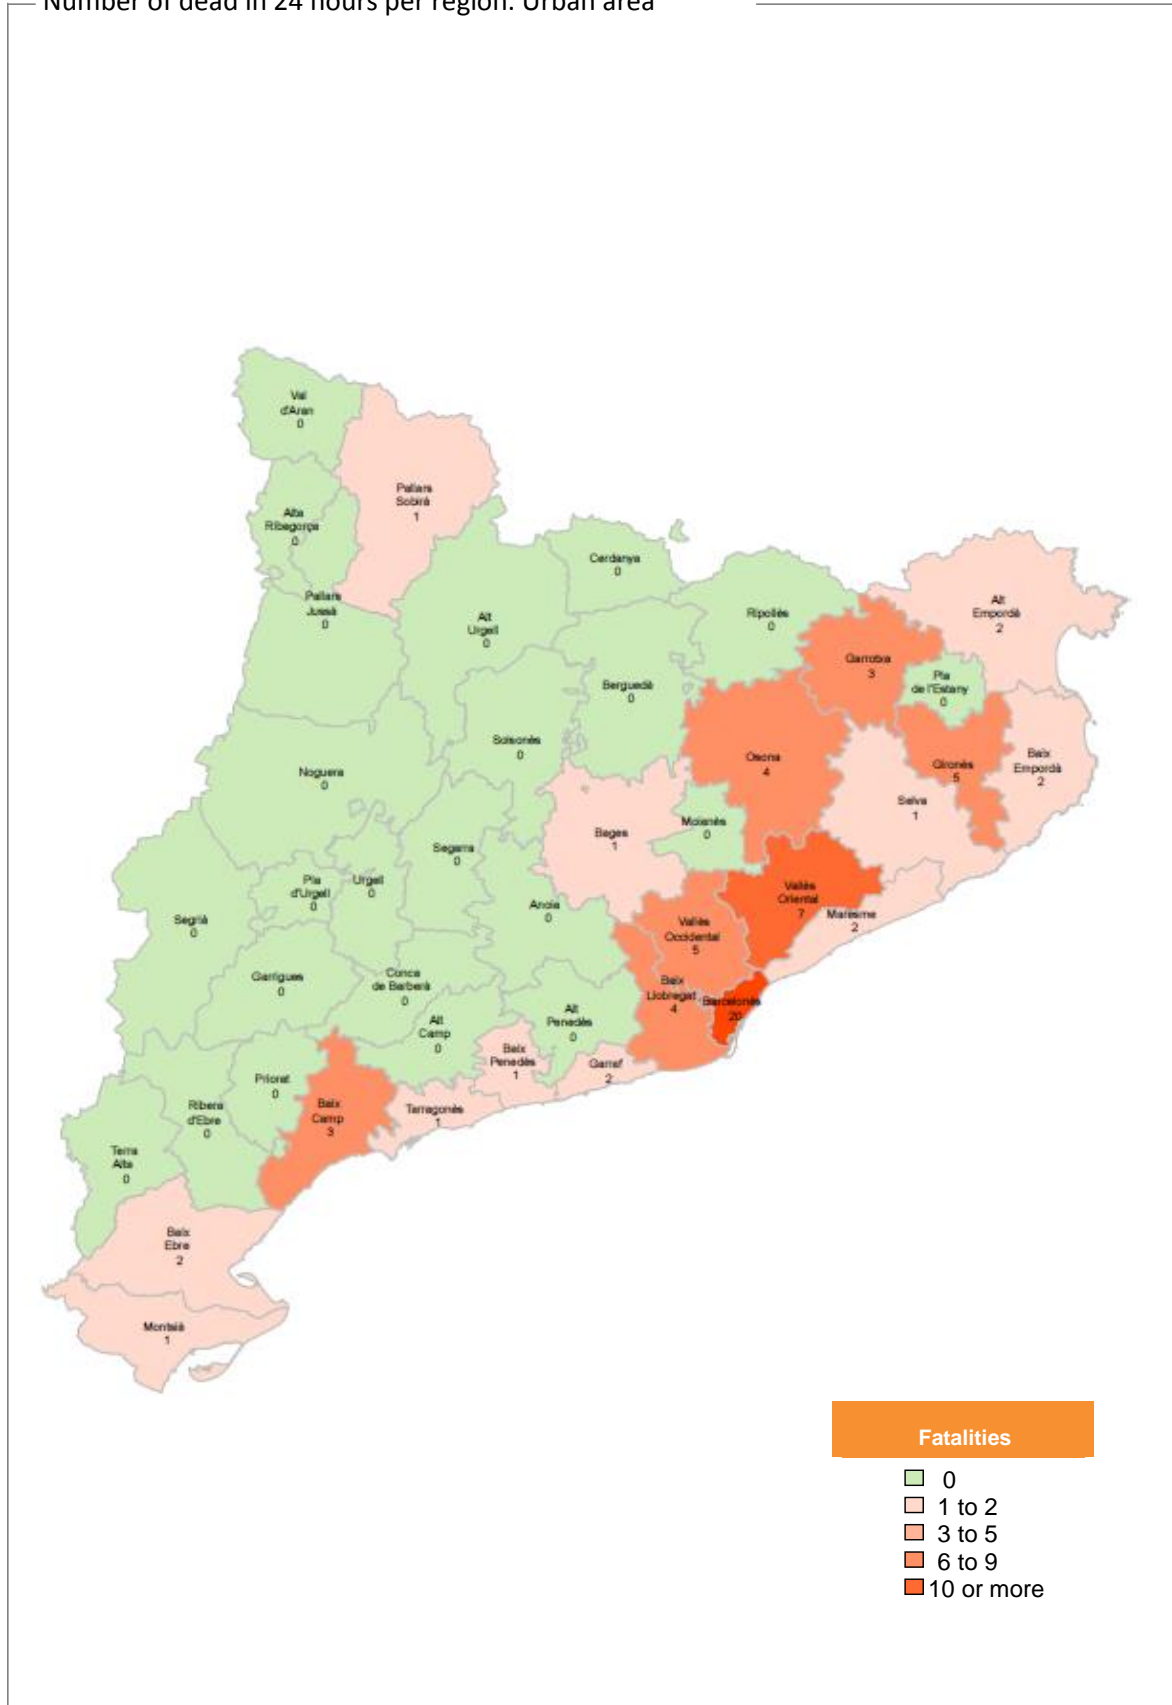 Number of dead in 24 hours per region. Urban area
Val
d'Aran
0
Pallars
Sobirà
1
Alta
Ribagorça
0
Cerdanya
0
Pallars
Jussà
0
Alt
Urgell
0
Ripollès
0
Alt
Empordà
2
Garrotxa
3
Pla
de l'Estany
0
Berguedà
0
Solsonès
0
Osona
4
Gironès
5
Baix
Empordà
2
Noguera
0
Selva
1
Bages
1
Moianès
0
Segarra
0
Pla
d'Urgell
0
Urgell
0
Vallès
Oriental
7
Anoia
0
Maresme
2
Segrià
0
Vallès
Occidental
5
Garrigues
0
Conca
de Barberà
0
Baix
Llobregat
4
Barcelonès
20
Alt
Camp
0
Alt
Penedès
0
Baix
Penedès
1
Garraf
2
Priorat
0
Baix
Camp
3
Tarragonès
1
Ribera
d'Ebre
0
Terra
Alta
0
Baix
Ebre
2
Montsià
1
Fatalities
0
1 to 2
3 to 5
6 to 9
10 or more